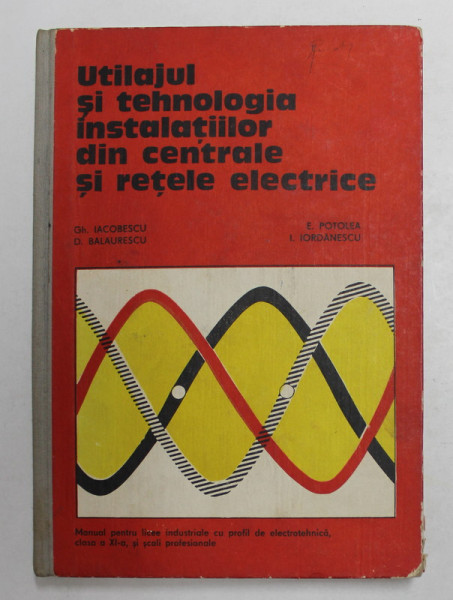 Utilajul
și tehnologia
instalațiilor
din centrale
și rețele electrice
Gh. IACOBESCU E. POTOLEA
D. BALAURESCU I. IORDANESCU
Manual pentru licee industriale cu profil de electrotehnică,
clasa a XI-a, și școli profesionale